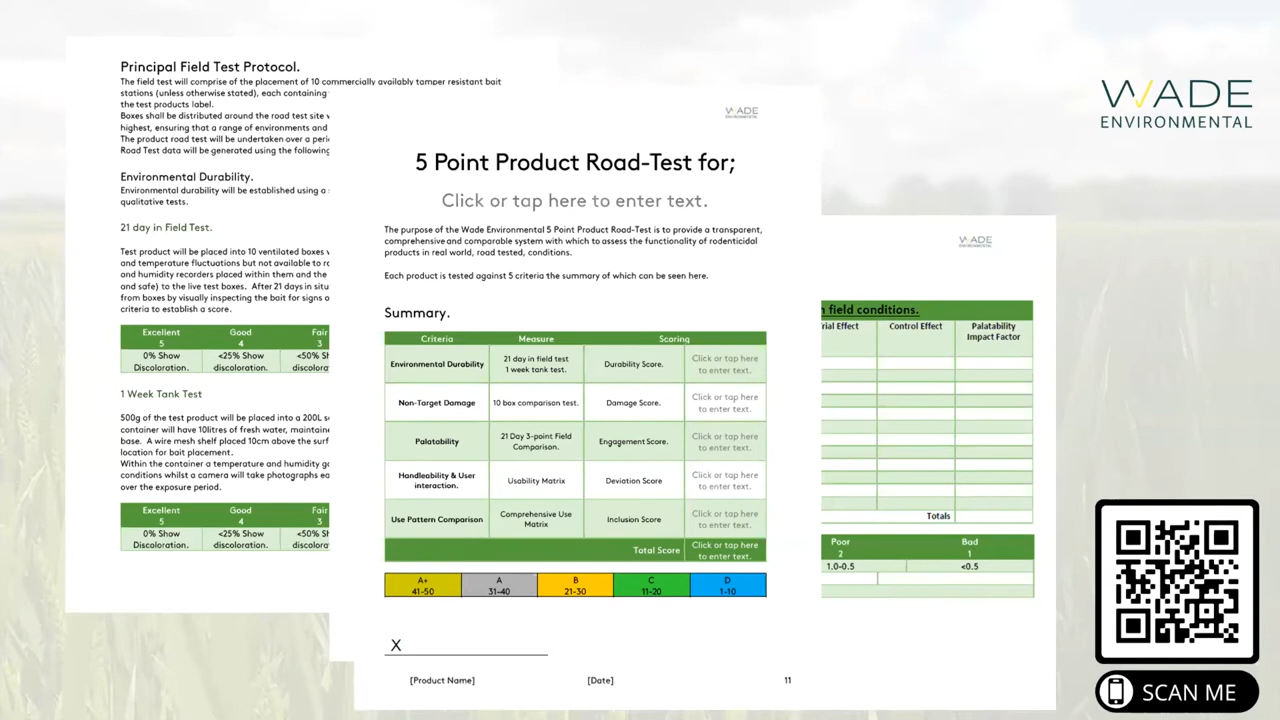 Principal Field Test Protocol.
The field test will comprise of the placement of 10 commercially availably tamper resistant bait
stations (unless otherwise stated), each containing
the test products label.
Boxes shall be distributed around the road test site
highest, ensuring that a range of environments and
The product road test will be undertaken over a
Road Test data will be generated using the following
Environmental Durability.
Environmental durability will be established using a
qualitative tests.
21 day in Field Test.
Test product will be placed into 10 ventilated boxes
and temperature fluctuations but not available to
and humidity recorders placed within them and the
and safe) to the live test boxes. After 21 days in situ
from boxes by visually inspecting the bait for signs
criteria to establish a score.
Excellent Good Fair
5 4 3
0% Show <25% Show <50%
Discoloration. discoloration.
1 Week Tank Test
500g of the test product will be placed into a 200L
container will have 10litres of fresh water,
base. A wire mesh shelf placed 10cm above the
location for bait placement.
Within the container a temperature and humidity
conditions whilst a camera will take photographs
over the exposure period.
Excellent Good Fair
5 4 3
0% Show <25% Show <50%
Discoloration. discoloration.
WADE
5 Point Product Road-Test for;
Click or tap here to enter text.
The purpose of the Wade Environmental 5 Point Product Road-Test is to provide a transparent,
comprehensive and comparable system with which to assess the functionality of rodenticidal
products in real world, road tested, conditions.
Each product is tested against 5 criteria the summary of which can be seen here.
Summary.
Criteria Measure Scoring
Environmental Durability 21 day in field test 1 week tank test. Durability Score. Click or tap here to enter text.
Non-Target Damage 10 box comparison test. Damage Score. Click or tap here to enter text.
Palatability 21 Day 3-point Field Comparison. Engagement Score. Click or tap here to enter text.
Handleability & User interaction. Usability Matrix Deviation Score Click or tap here to enter text.
Use Pattern Comparison Comprehensive Use Matrix Inclusion Score Click or tap here to enter text.
Total Score Click or tap here to enter text.
A+ A B C D
41-50 31-40 21-30 11-20 1-10
X
[Product Name] [Date] 11
WADE
field conditions.
Effect Control Effect Palatability Impact Factor
Totals
Poor Bad
2 1
1.0-0.5 <0.5
WADE
ENVIRONMENTAL
SCAN ME